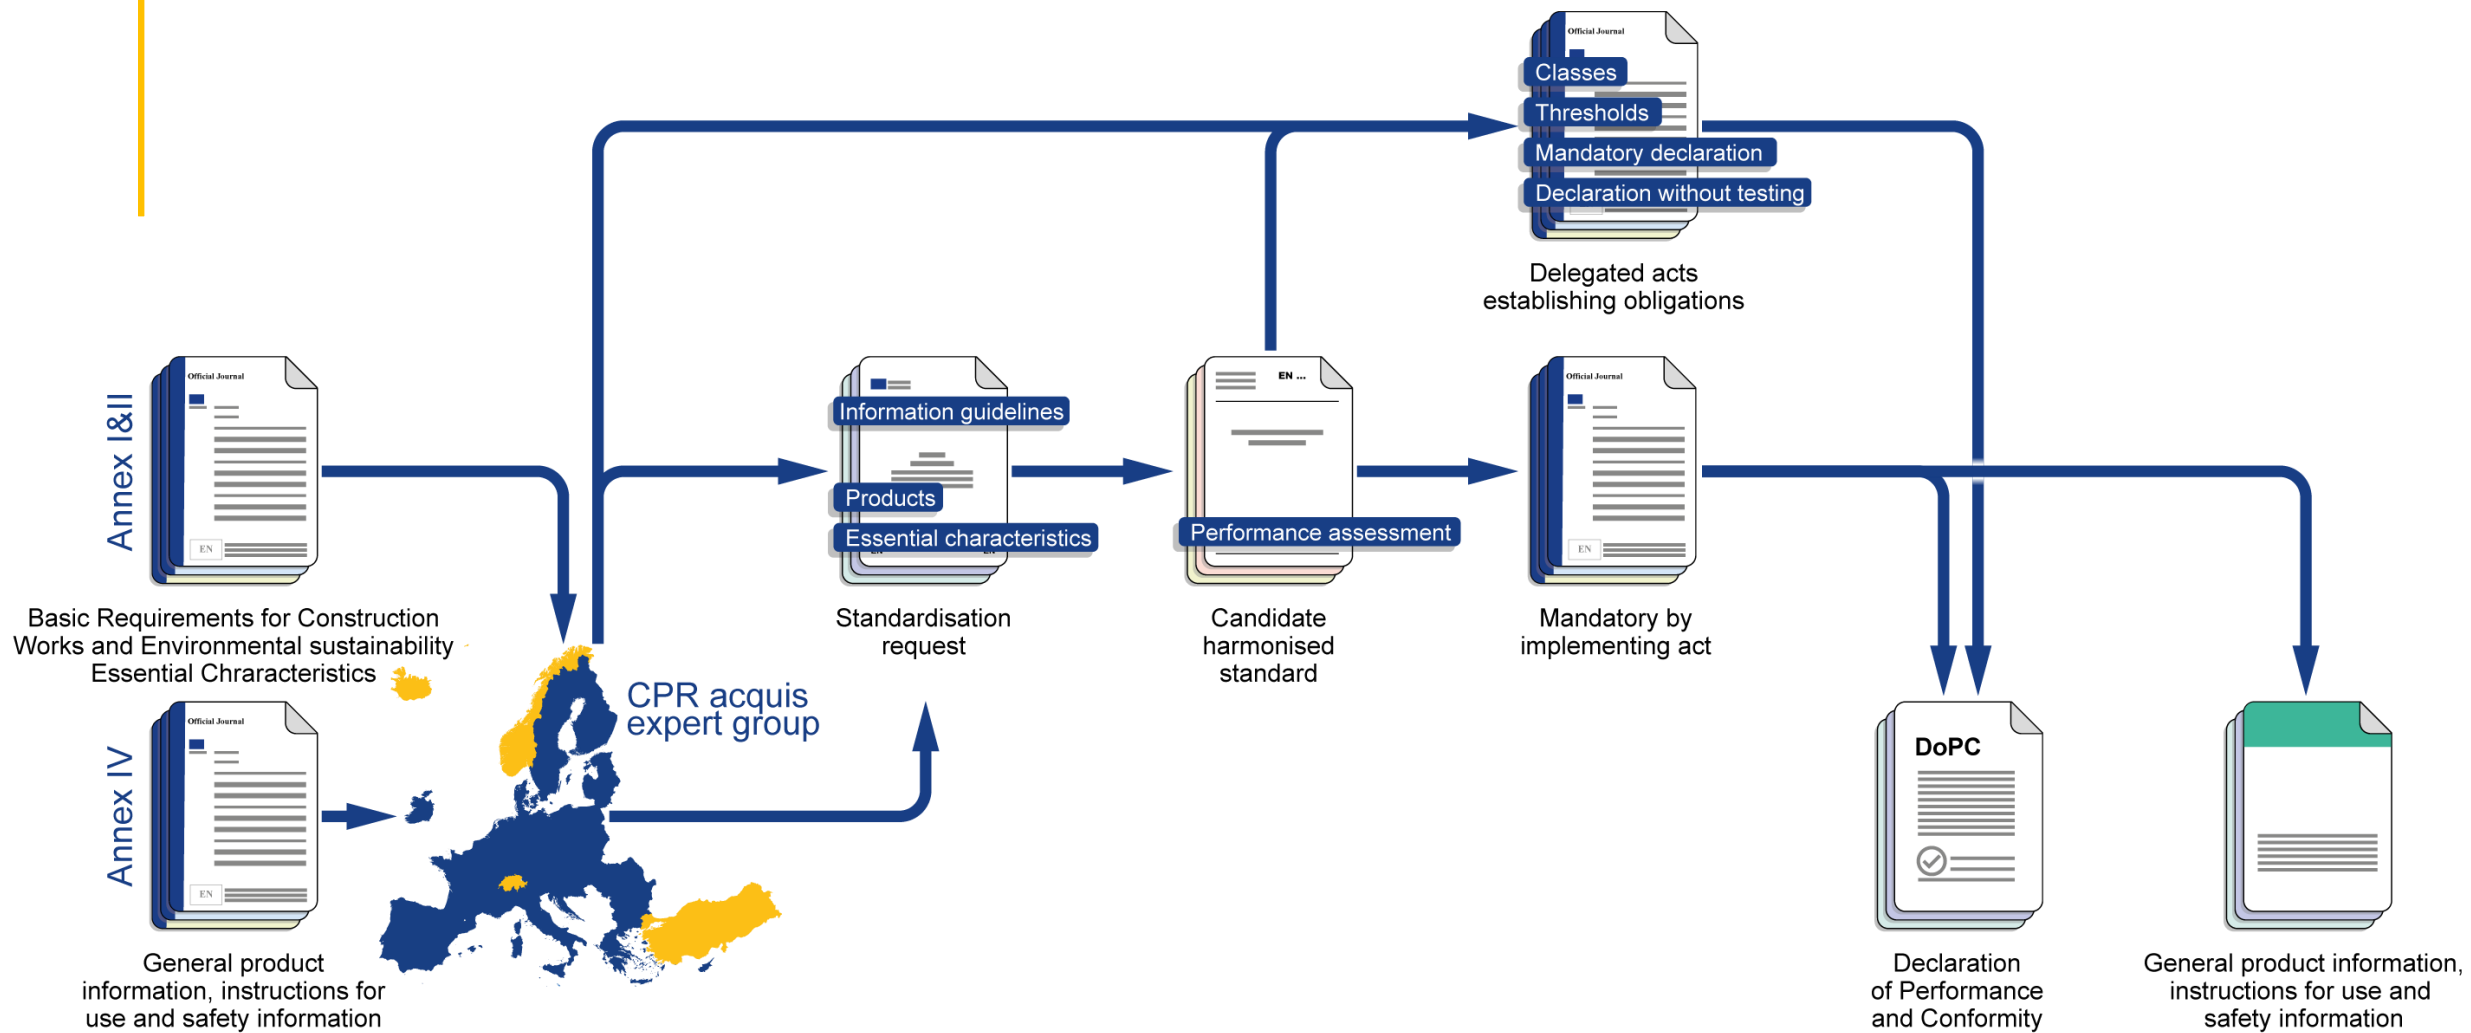 Official Journal
Classes
Thresholds
Mandatory declaration
Declaration without testing
Delegated acts
establishing obligations
Annex I&II
Official Journal
EN
Basic Requirements for Construction
Works and Environmental sustainability
Essential Chraracteristics
Information guidelines
Products
Essential characteristics
Standardisation
request
EN ...
Performance assessment
Candidate
harmonised
standard
Official Journal
EN
Mandatory by
implementing act
CPR acquis
expert group
Annex IV
Official Journal
EN
General product
information, instructions for
use and safety information
DoPC
Declaration
of Performance
and Conformity
General product information,
instructions for use and
safety information